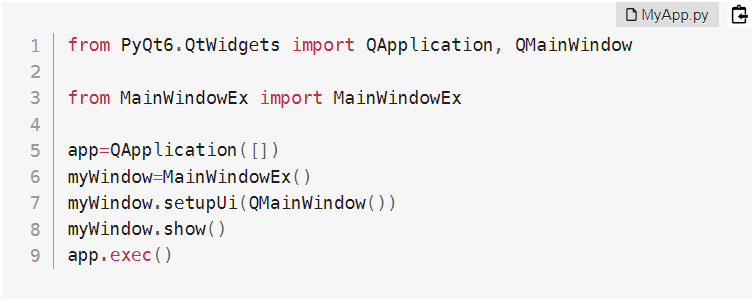 MyApp.py
1 from PyQt6.QtWidgets import QApplication, QMainWindow
2
3 from MainWindowEx import MainWindowEx
4
5 app=QApplication([])
6 myWindow=MainWindowEx()
7 myWindow.setupUi(QMainWindow())
8 myWindow.show()
9 app.exec()